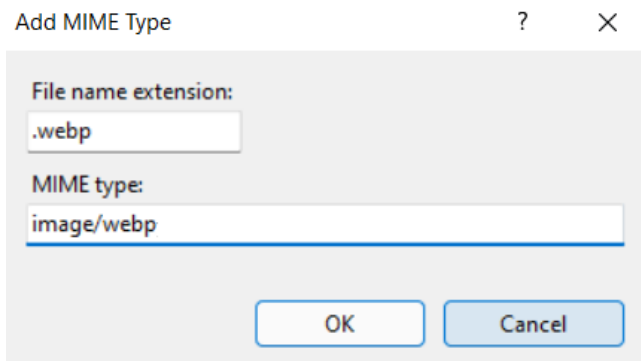 Add MIME Type ?
File name extension:
.webp
MIME type:
image/webp
OK Cancel